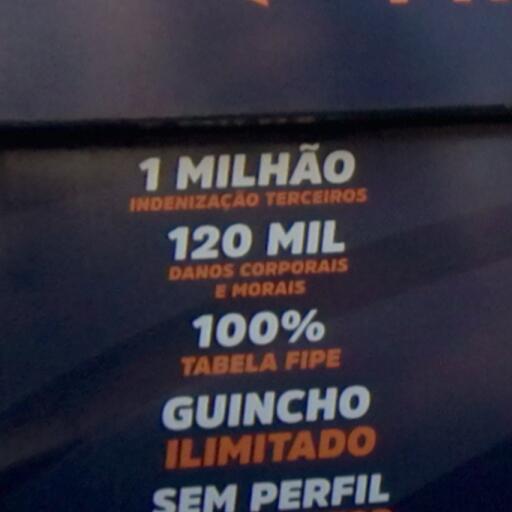 1 MILHÃO
INDENIZAÇÃO TERCEIROS
120 MIL
DANOS CORPORAIS
E MORAIS
100%
TABELA FIPE
GUINCHO
ILIMITADO
SEM PERFIL